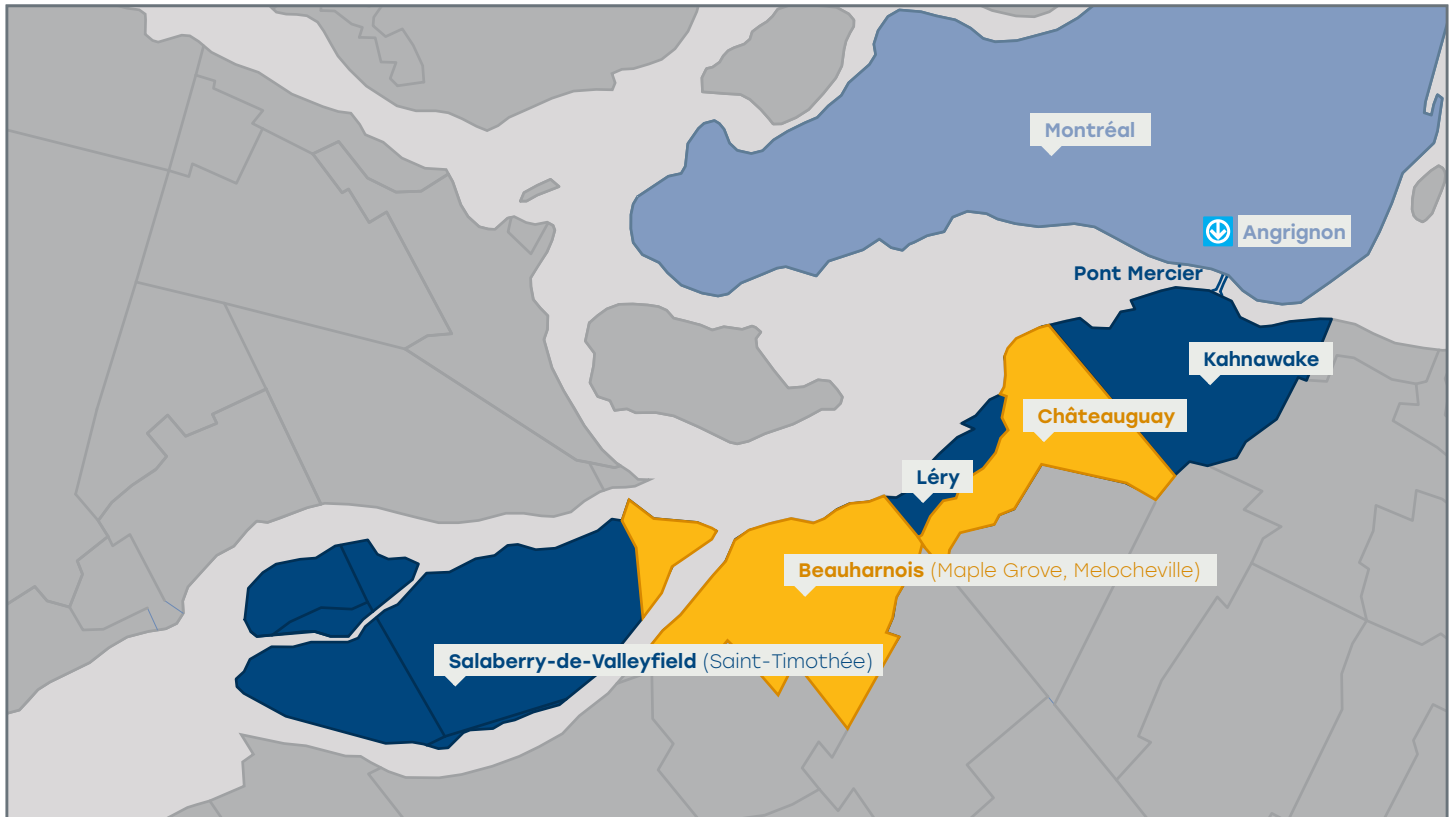 Montréal
Angrignon
Pont Mercier
Kahnawake
Châteauguay
Léry
Beauharnois (Maple Grove, Melocheville)
Salaberry-de-Valleyfield (Saint-Timothée)